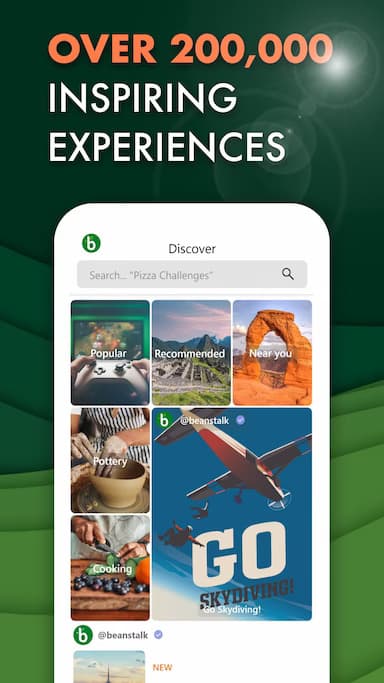 OVER 200,000
INSPIRING
EXPERIENCES
b
Discover
Search... "Pizza Challenges"
Popular
Recommended
Near you
Pottery
b @beanstalk
GO
SKYDIVING!
Go Skydiving!
Cooking
b @beanstalk
NEW